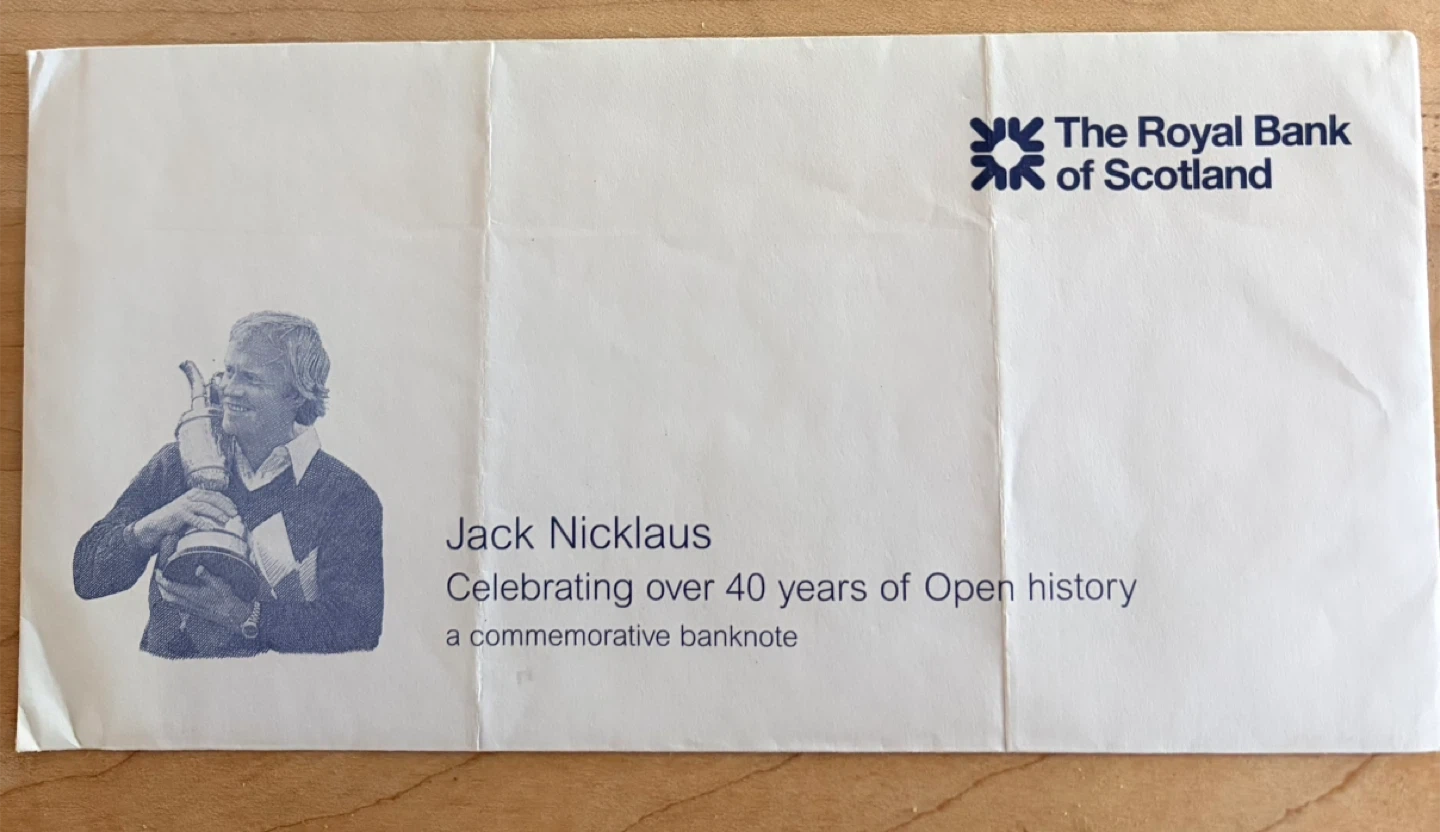 The Royal Bank
of Scotland
Jack Nicklaus
Celebrating over 40 years of Open history
a commemorative banknote